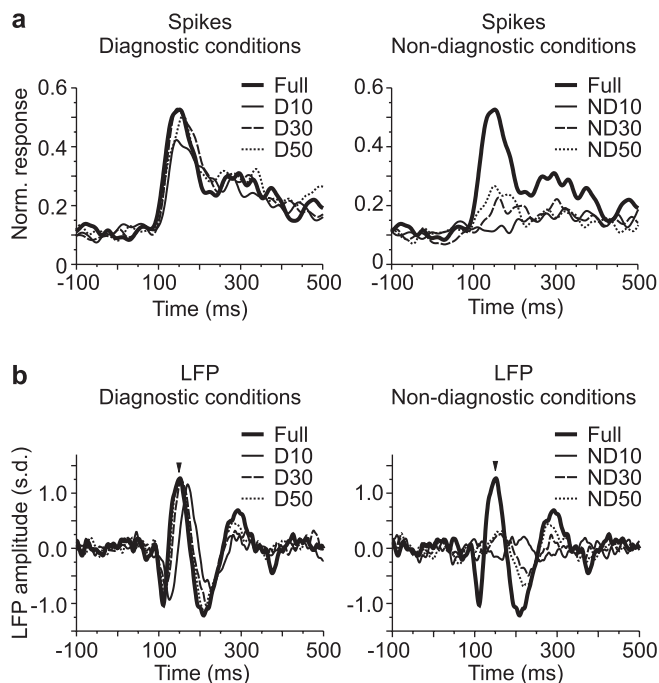 a
Spikes
Diagnostic conditions
Norm. response
0.6
0.4
0.2
0
Full
D10
D30
D50
-100
100
300
500
Time (ms)
Spikes
Non-diagnostic conditions
0.6
0.4
0.2
0
Full
ND10
ND30
ND50
-100
100
300
500
Time (ms)
b
LFP
Diagnostic conditions
LFP amplitude (s.d.)
1.0
0.0
-1.0
Full
D10
D30
D50
-100
100
300
500
Time (ms)
LFP
Non-diagnostic conditions
1.0
0.0
-1.0
Full
ND10
ND30
ND50
-100
100
300
500
Time (ms)